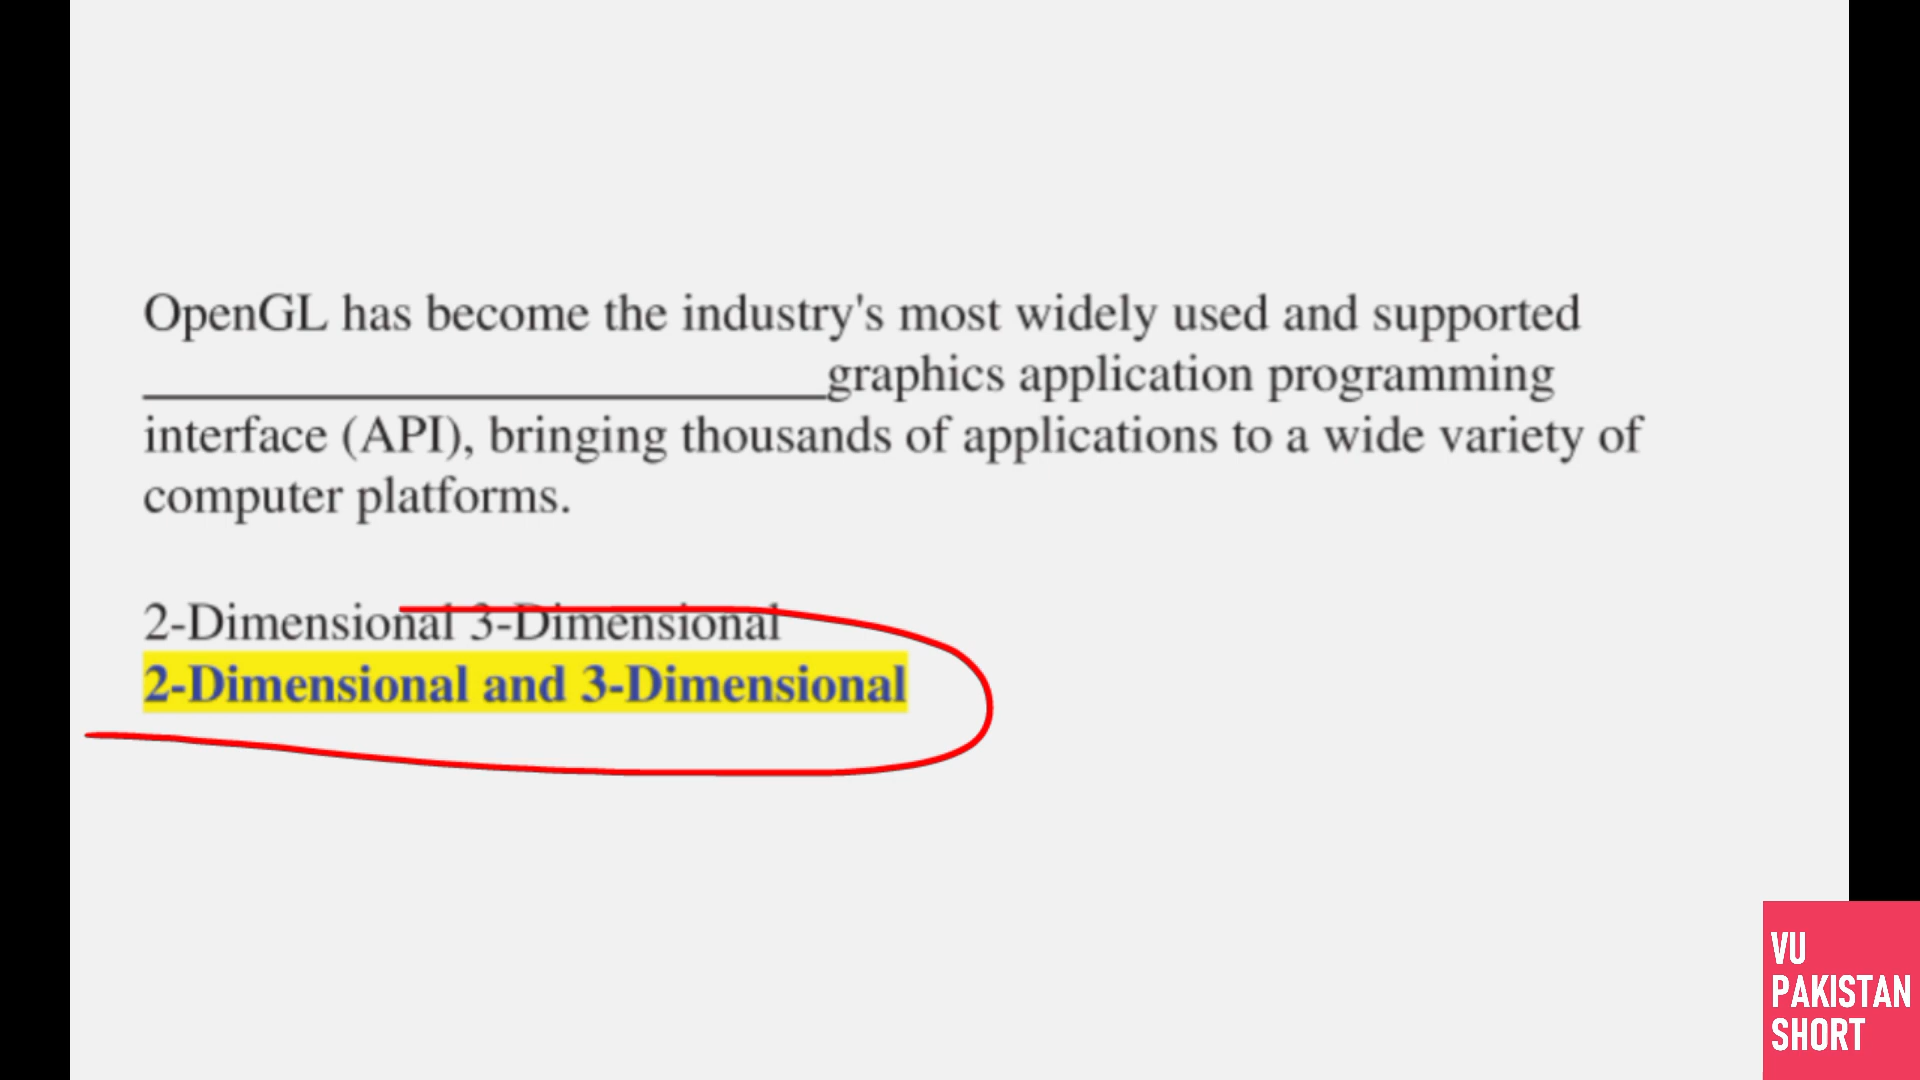 OpenGL has become the industry's most widely used and supported
______________________graphics application programming
interface (API), bringing thousands of applications to a wide variety of
computer platforms.
2-Dimensional 3-Dimensional
2-Dimensional and 3-Dimensional
VU
PAKISTAN
SHORT